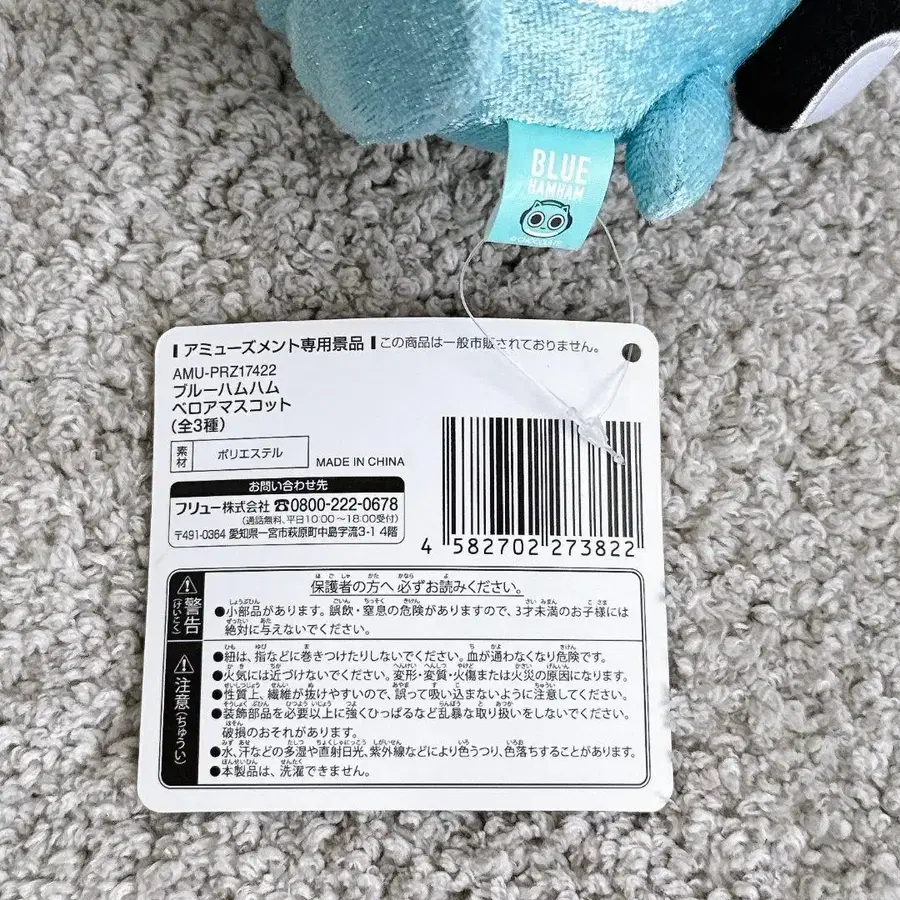 BLUE
HAMHAM
アミューズメント専用景品 この商品は一般市販されておりません。
AMU-PRZ17422
ブルーハムハム
ベロアマスコット
(全3種)
素材 ポリエステル MADE IN CHINA
お問い合わせ先
フリュー株式会社 ☎0800-222-0678
(通話無料、平日10:00〜18:00受付)
〒491-0364 愛知県一宮市萩原町中島字流3-1 4階
4 582702 273822
保護者の方へ 必ずお読みください。
警告(けいこく)
●小部品があります。誤飲・窒息の危険がありますので、3才未満のお子様には
絶対に与えないでください。
注意(ちゅうい)
●紐は、指などに巻きつけたりしないでください。血が通わなくなり危険です。
●火気には近づけないでください。変形・変質・火傷または火災の原因になります。
●性質上、繊維が抜けやすいので、誤って吸い込まないように注意してください。
●装飾部品を必要以上に強くひっぱるなど乱暴な取り扱いをしないでください。
破損のおそれがあります。
●水、汗などの多湿や直射日光、紫外線などにより色うつり、色落ちすることがあります。
●本製品は、洗濯できません。